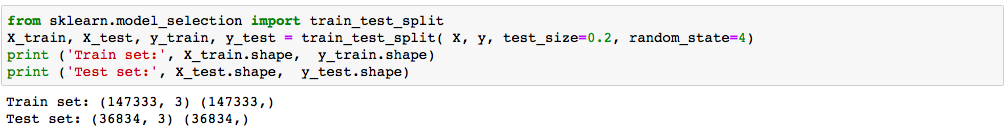 from sklearn.model_selection import train_test_split
X_train, X_test, y_train, y_test = train_test_split( X, y, test_size=0.2, random_state=4)
print ('Train set:', X_train.shape,  y_train.shape)
print ('Test set:', X_test.shape,  y_test.shape)
Train set: (147333, 3) (147333,)
Test set: (36834, 3) (36834,)